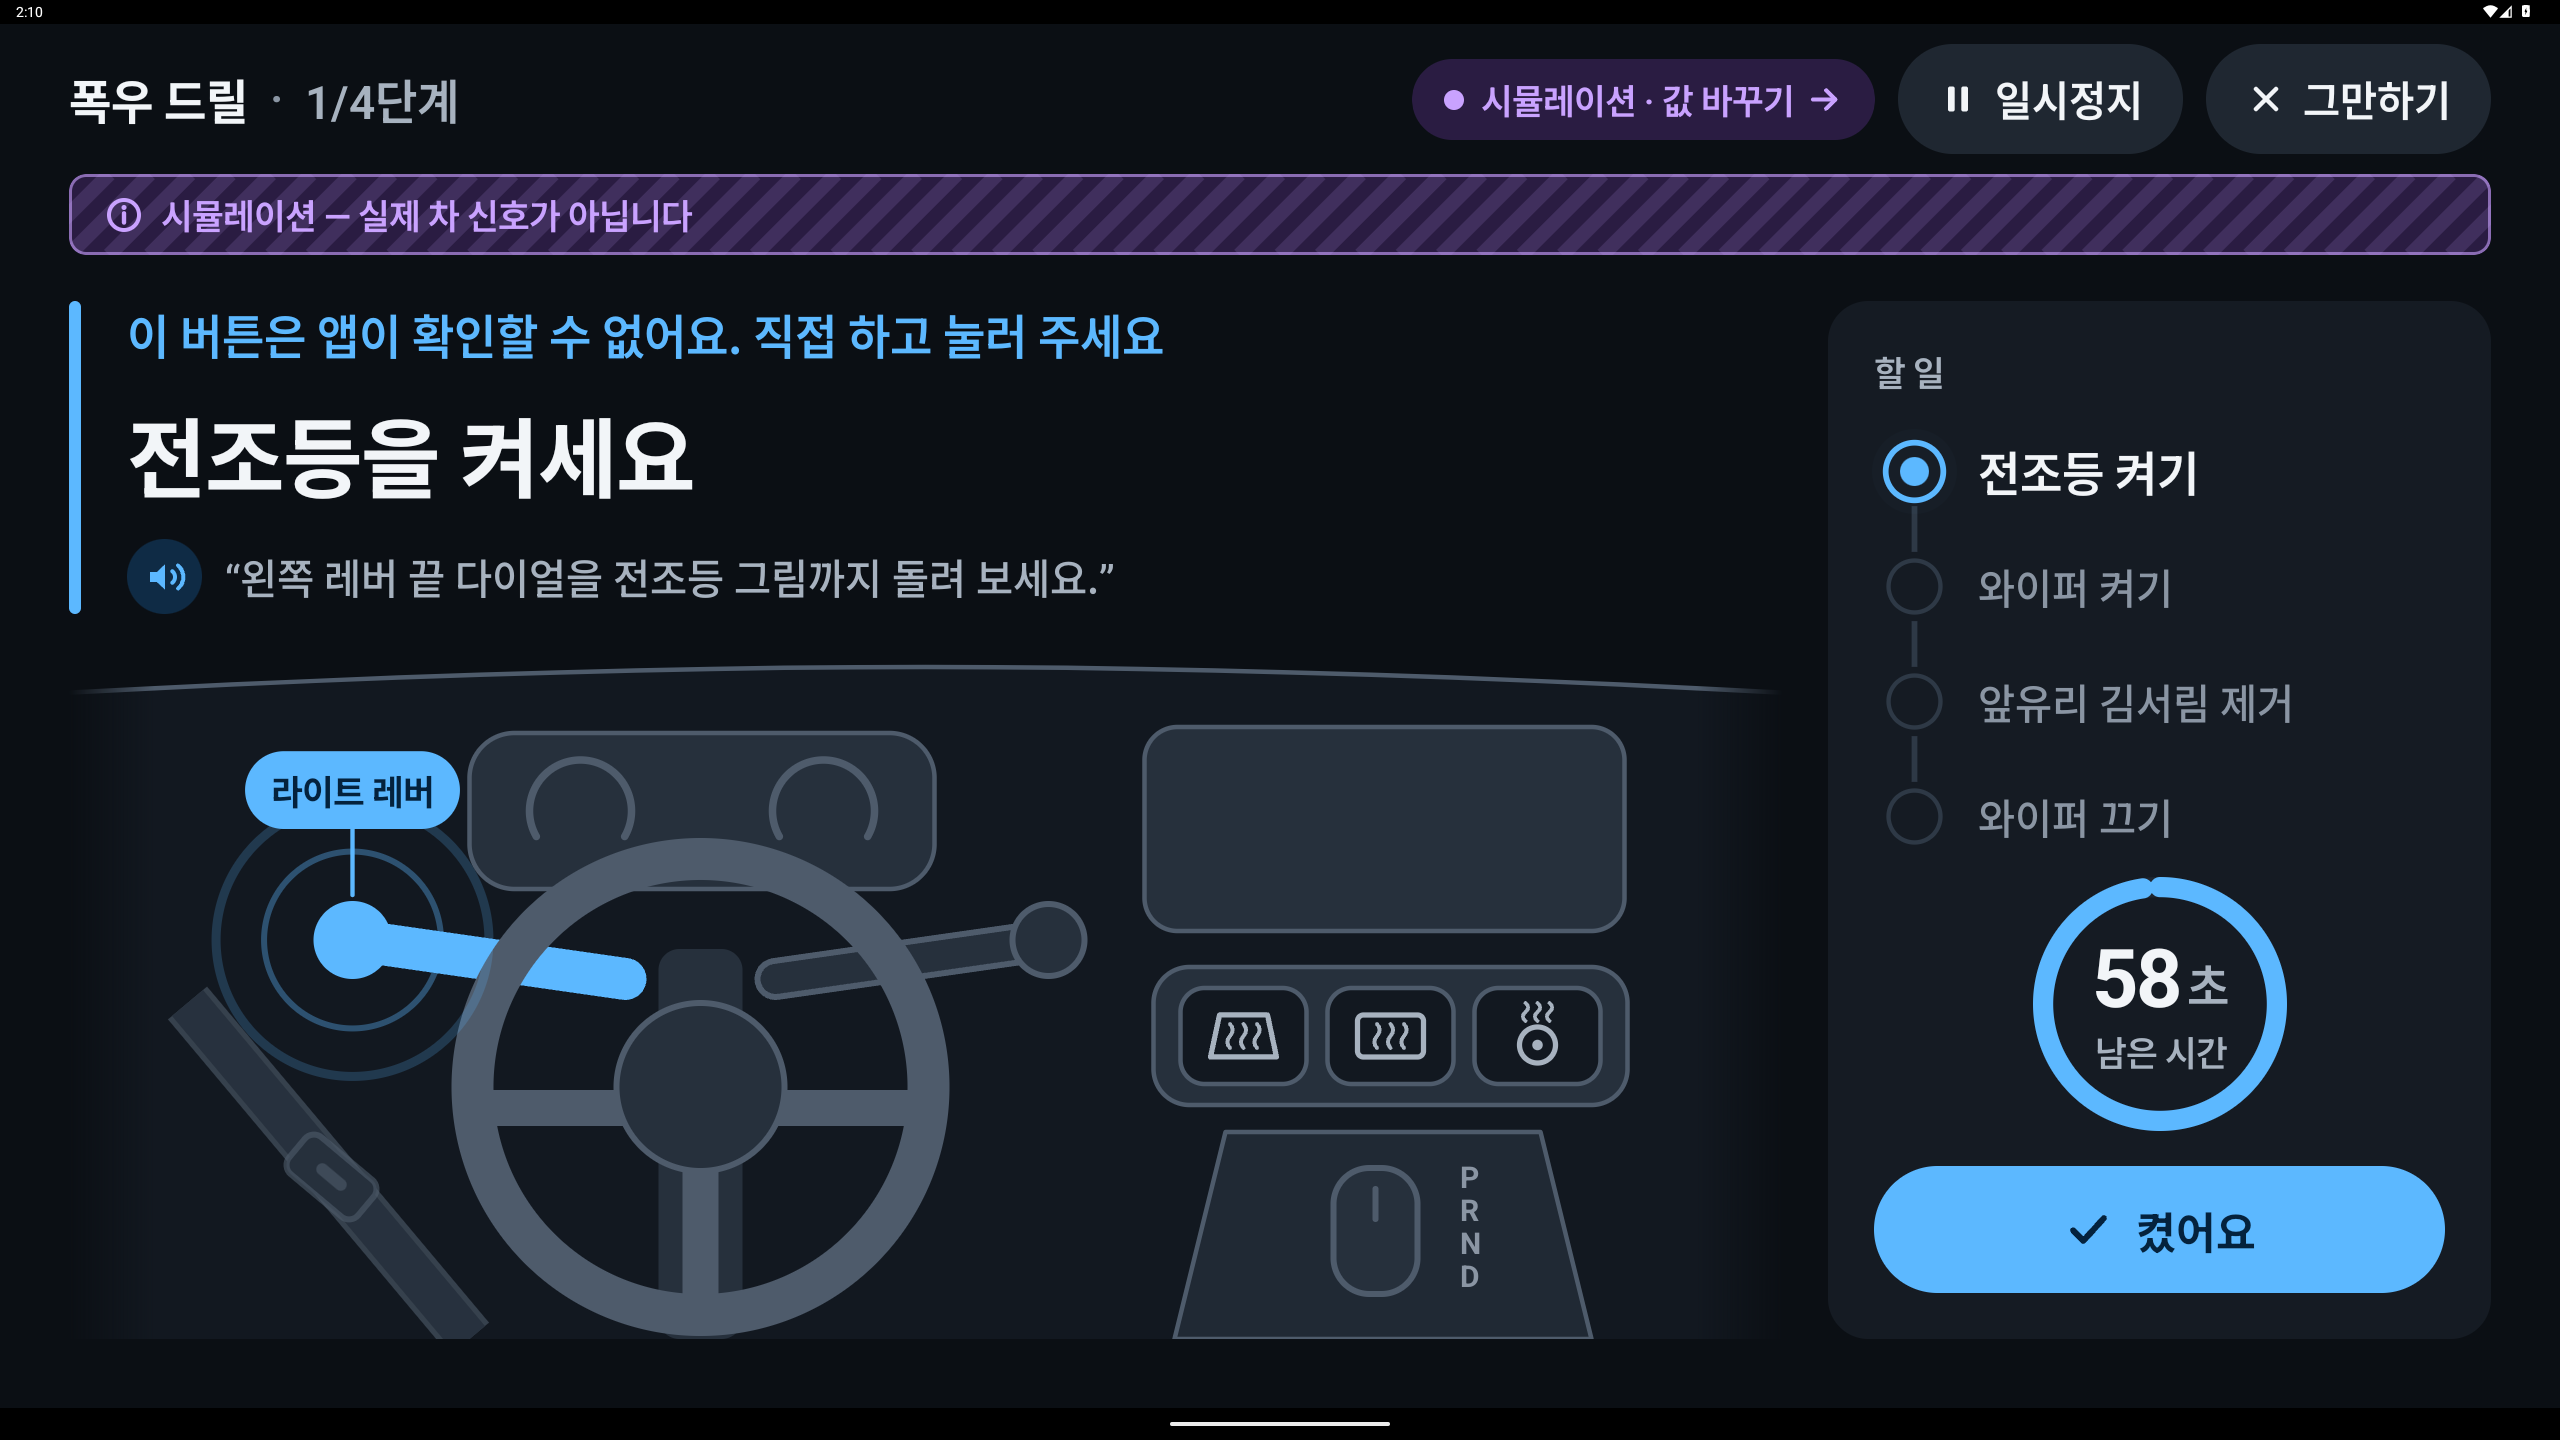 2:10
폭우 드릴 · 1/4단계
시뮬레이션 · 값 바꾸기 →
일시정지
그만하기
시뮬레이션 — 실제 차 신호가 아닙니다
이 버튼은 앱이 확인할 수 없어요. 직접 하고 눌러 주세요
전조등을 켜세요
“왼쪽 레버 끝 다이얼을 전조등 그림까지 돌려 보세요.”
라이트 레버
P
R
N
D
할 일
전조등 켜기
와이퍼 켜기
앞유리 김서림 제거
와이퍼 끄기
58초
남은 시간
켰어요